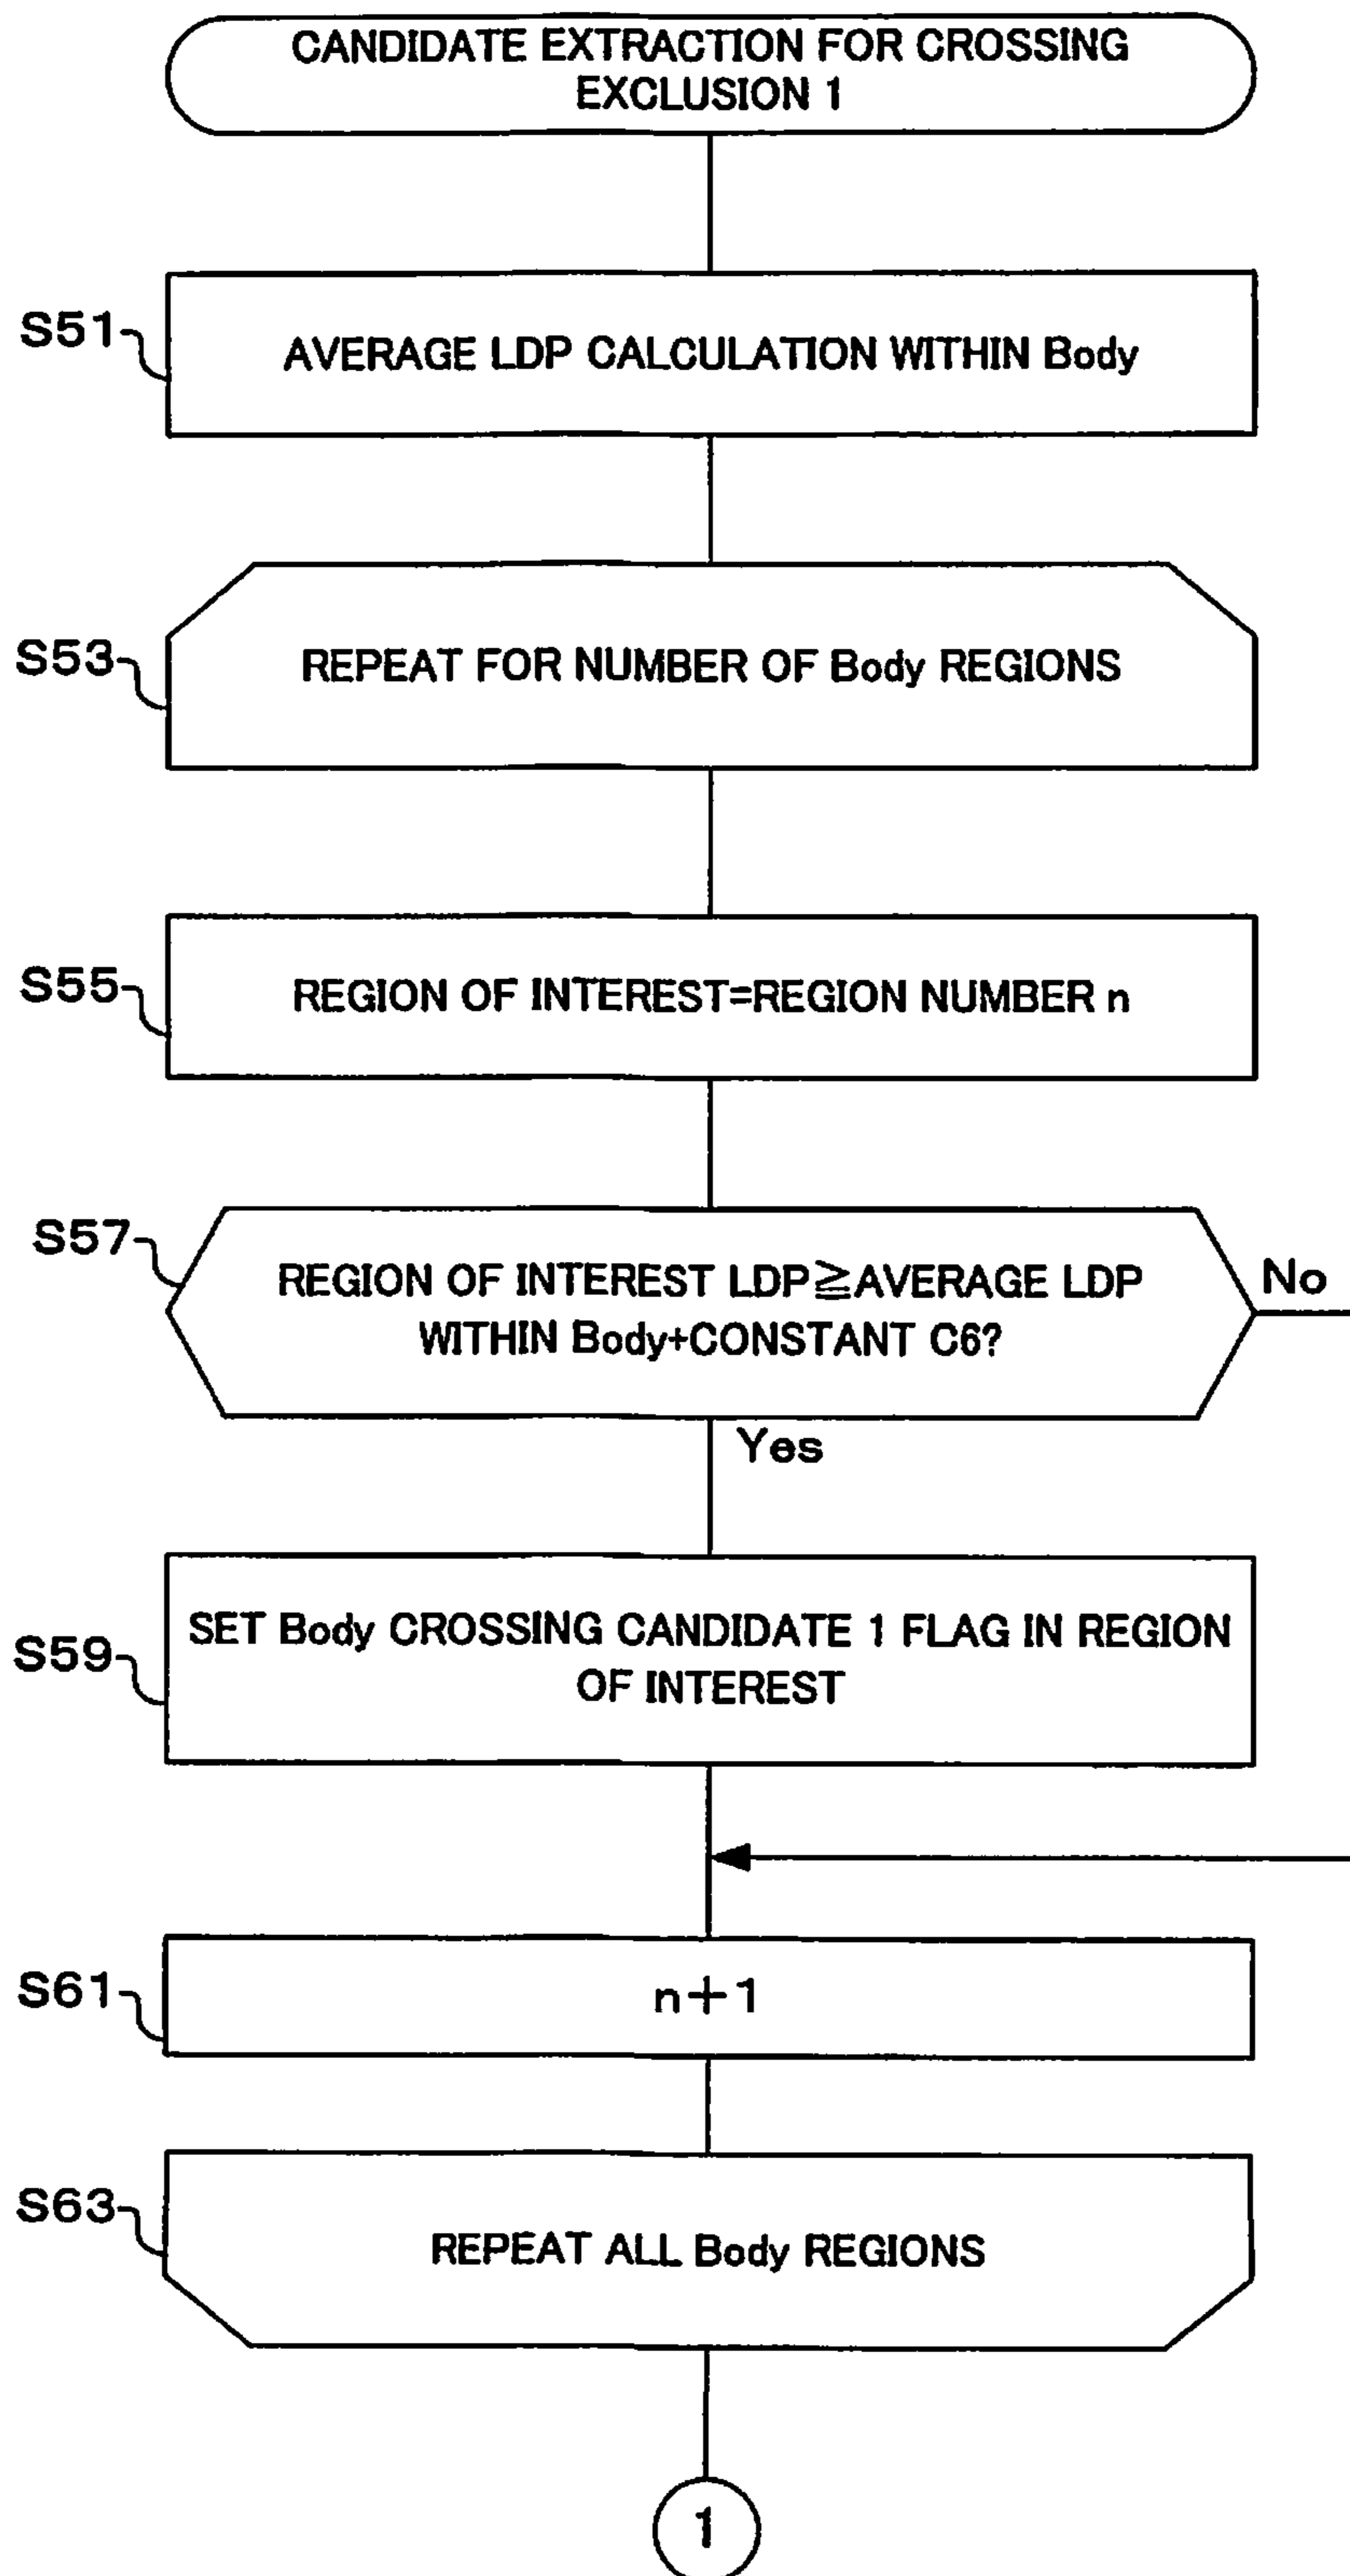 CANDIDATE EXTRACTION FOR CROSSING
EXCLUSION 1
S51
AVERAGE LDP CALCULATION WITHIN Body
S53
REPEAT FOR NUMBER OF Body REGIONS
S55
REGION OF INTEREST=REGION NUMBER n
S57
REGION OF INTEREST LDP≧AVERAGE LDP
WITHIN Body+CONSTANT C6?
No
Yes
S59
SET Body CROSSING CANDIDATE 1 FLAG IN REGION
OF INTEREST
S61
n+1
S63
REPEAT ALL Body REGIONS
1